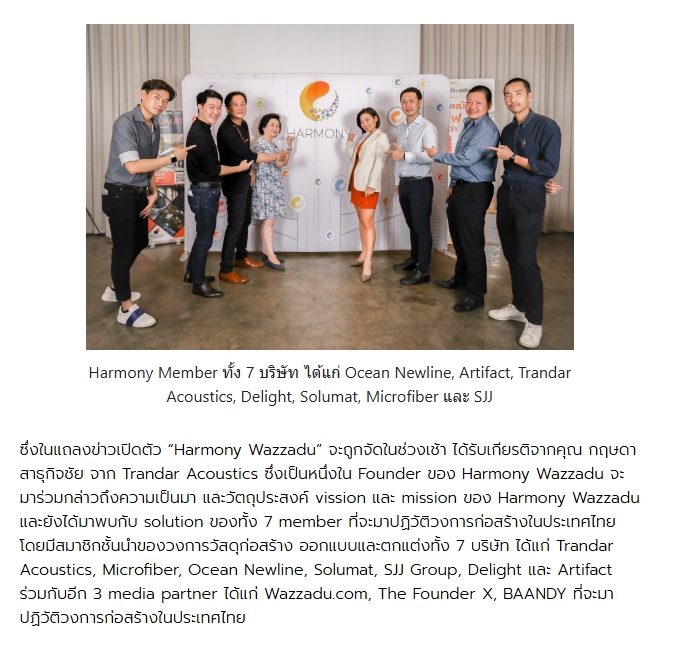 HARMONY
Harmony Member ทั้ง 7 บริษัท ได้แก่ Ocean Newline, Artifact, Trandar
Acoustics, Delight, Solumat, Microfiber และ SJJ
ซึ่งในแถลงข่าวเปิดตัว “Harmony Wazzadu” จะถูกจัดในช่วงเช้า ได้รับเกียรติจากคุณ กฤษดา
สาธุกิจชัย จาก Trandar Acoustics ซึ่งเป็นหนึ่งใน Founder ของ Harmony Wazzadu จะ
มาร่วมกล่าวถึงความเป็นมา และวัตถุประสงค์ vission และ mission ของ Harmony Wazzadu
และยังได้มาพบกับ solution ของทั้ง 7 member ที่จะมาปฏิวัติวงการก่อสร้างในประเทศไทย
โดยมีสมาชิกชั้นนำของวงการวัสดุก่อสร้าง ออกแบบและตกแต่งทั้ง 7 บริษัท ได้แก่ Trandar
Acoustics, Microfiber, Ocean Newline, Solumat, SJJ Group, Delight และ Artifact
ร่วมกับอีก 3 media partner ได้แก่ Wazzadu.com, The Founder X, BAANDY ที่จะมา
ปฏิวัติวงการก่อสร้างในประเทศไทย